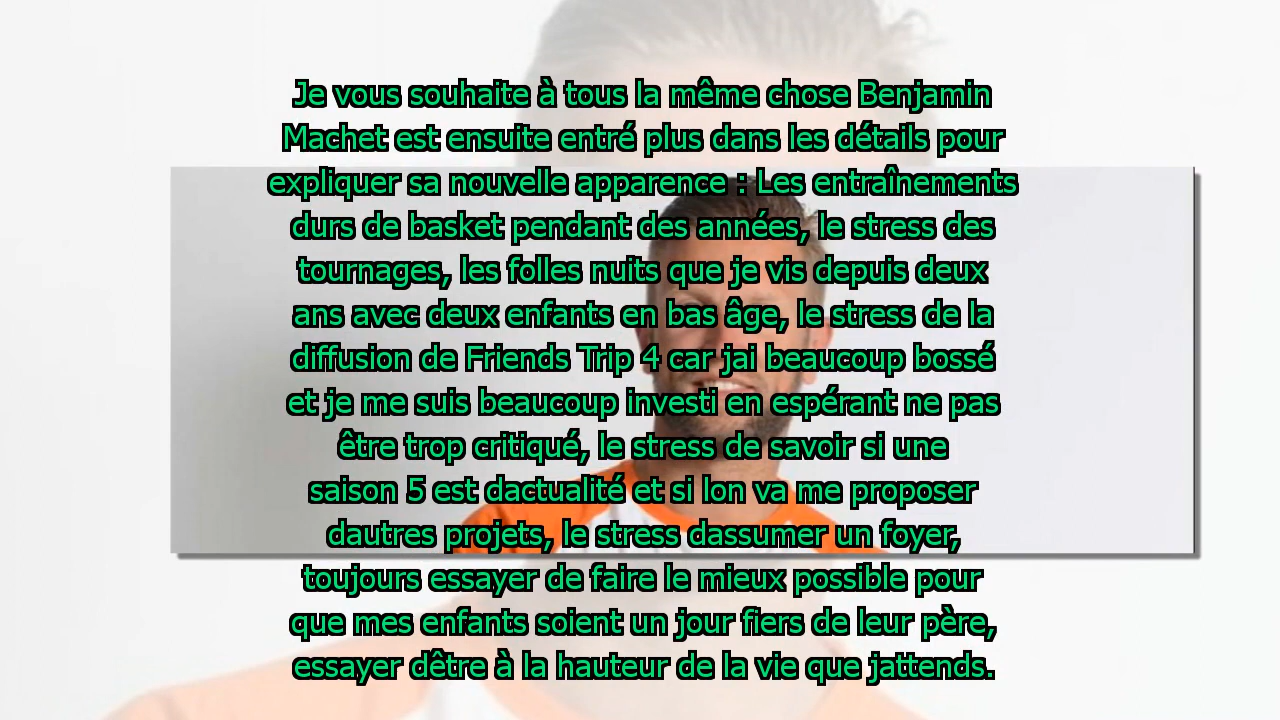 Je vous souhaite à tous la même chose Benjamin
Machet est ensuite entré plus dans les détails pour
expliquer sa nouvelle apparence : Les entraînements
durs de basket pendant des années, le stress des
tournages, les folles nuits que je vis depuis deux
ans avec deux enfants en bas âge, le stress de la
diffusion de Friends Trip 4 car jai beaucoup bossé
et je me suis beaucoup investi en espérant ne pas
être trop critiqué, le stress de savoir si une
saison 5 est dactualité et si lon va me proposer
dautres projets, le stress dassumer un foyer,
toujours essayer de faire le mieux possible pour
que mes enfants soient un jour fiers de leur père,
essayer dêtre à la hauteur de la vie que jattends.